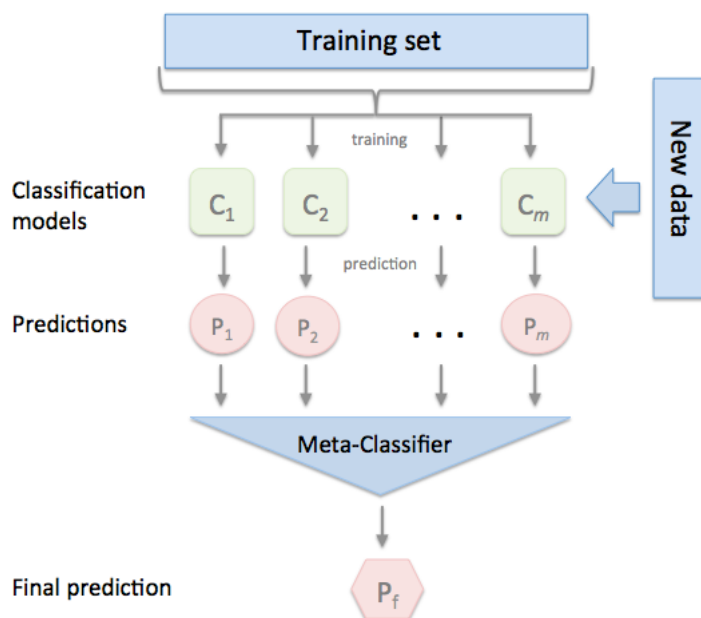 Training set
training
New data
Classification
models
C1 C2 . . . Cm
prediction
Predictions
P1 P2 . . . Pm
Meta-Classifier
Final prediction
Pf